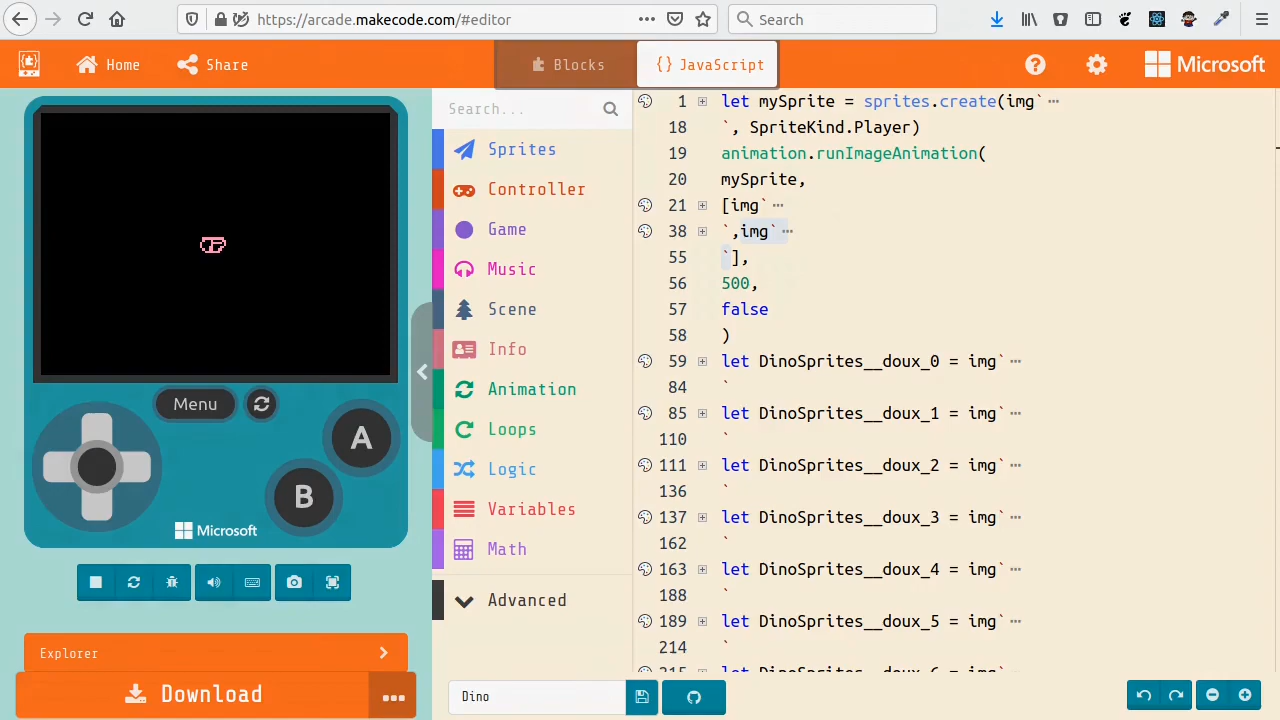 https://arcade.makecode.com/#editor
Search
Home
Share
Blocks
{} JavaScript
Microsoft
Menu
A
B
Microsoft
Explorer
Download
Search...
Sprites
Controller
Game
Music
Scene
Info
Animation
Loops
Logic
Variables
Math
Advanced
1 let mySprite = sprites.create(img`⋯
18 `, SpriteKind.Player)
19 animation.runImageAnimation(
20 mySprite,
21 [img`⋯
38 `,img`⋯
55 `],
56 500,
57 false
58 )
59 let DinoSprites__doux_0 = img`⋯
84 `
85 let DinoSprites__doux_1 = img`⋯
110 `
111 let DinoSprites__doux_2 = img`⋯
136 `
137 let DinoSprites__doux_3 = img`⋯
162 `
163 let DinoSprites__doux_4 = img`⋯
188 `
189 let DinoSprites__doux_5 = img`⋯
214 `
215 let DinoSprites__doux_6 = img`⋯
Dino